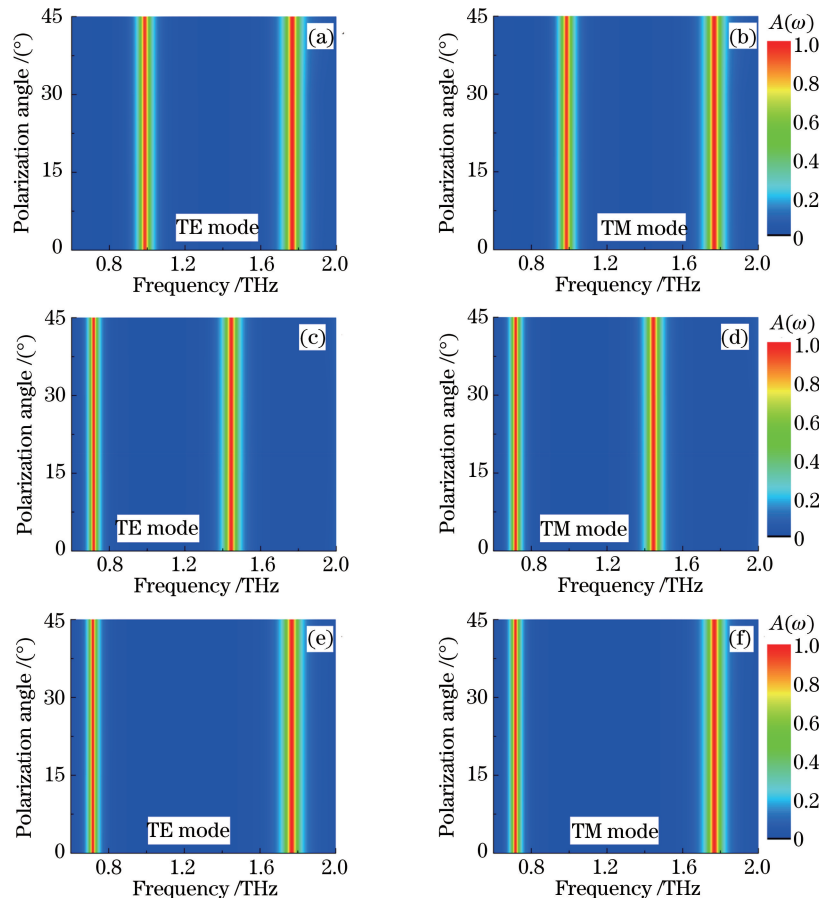 (a)
45
30
15
0
Polarization angle /(°)
TE mode
0.8 1.2 1.6 2.0
Frequency /THz
(b)
45
30
15
0
Polarization angle /(°)
TM mode
0.8 1.2 1.6 2.0
Frequency /THz
A(ω)
1.0
0.8
0.6
0.4
0.2
0
(c)
45
30
15
0
Polarization angle /(°)
TE mode
0.8 1.2 1.6 2.0
Frequency /THz
(d)
45
30
15
0
Polarization angle /(°)
TM mode
0.8 1.2 1.6 2.0
Frequency /THz
A(ω)
1.0
0.8
0.6
0.4
0.2
0
(e)
45
30
15
0
Polarization angle /(°)
TE mode
0.8 1.2 1.6 2.0
Frequency /THz
(f)
45
30
15
0
Polarization angle /(°)
TM mode
0.8 1.2 1.6 2.0
Frequency /THz
A(ω)
1.0
0.8
0.6
0.4
0.2
0